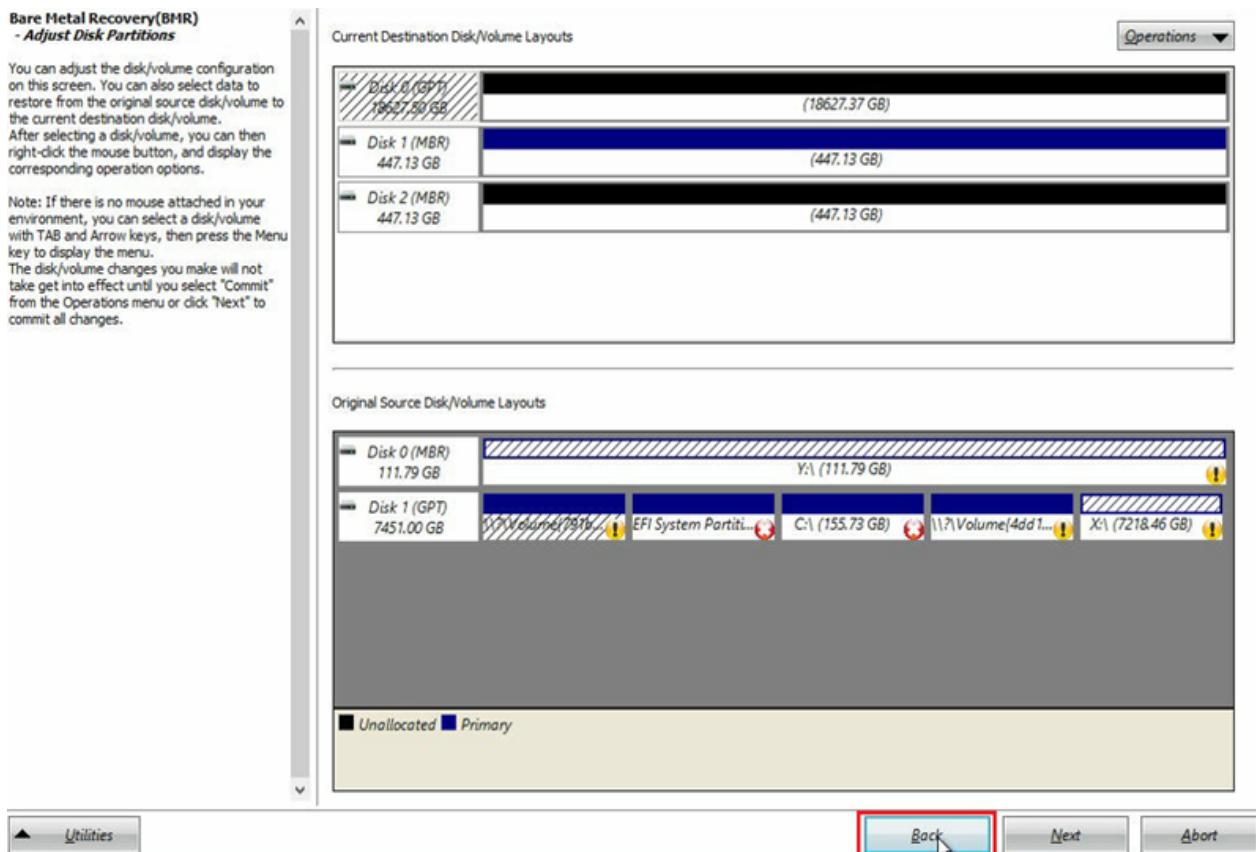 Bare Metal Recovery(BMR)
- Adjust Disk Partitions
You can adjust the disk/volume configuration
on this screen. You can also select data to
restore from the original source disk/volume to
the current destination disk/volume.
After selecting a disk/volume, you can then
right-click the mouse button, and display the
corresponding operation options.
Note: If there is no mouse attached in your
environment, you can select a disk/volume
with TAB and Arrow keys, then press the Menu
key to display the menu.
The disk/volume changes you make will not
take get into effect until you select "Commit"
from the Operations menu or click "Next" to
commit all changes.
Current Destination Disk/Volume Layouts
Operations
Disk 0 (GPT)
18627.50 GB
(18627.37 GB)
Disk 1 (MBR)
447.13 GB
(447.13 GB)
Disk 2 (MBR)
447.13 GB
(447.13 GB)
Original Source Disk/Volume Layouts
Disk 0 (MBR)
111.79 GB
Y:\ (111.79 GB)
Disk 1 (GPT)
7451.00 GB
\\?\Volume{791b...
EFI System Partiti...
C:\ (155.73 GB)
\\?\Volume{4dd1...
X:\ (7218.46 GB)
Unallocated Primary
Utilities
Back
Next
Abort